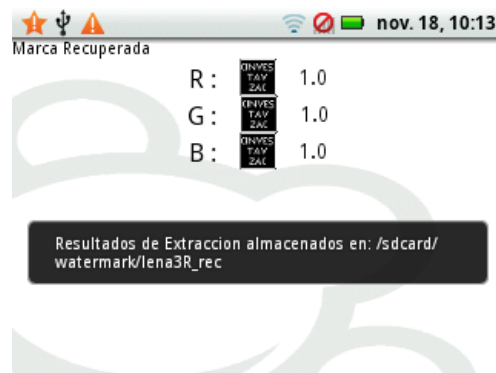 nov. 18, 10:13
Marca Recuperada
R : CINVES TAV ZAC 1.0
G : CINVES TAV ZAC 1.0
B : CINVES TAV ZAC 1.0
Resultados de Extraccion almacenados en: /sdcard/
watermark/lena3R_rec